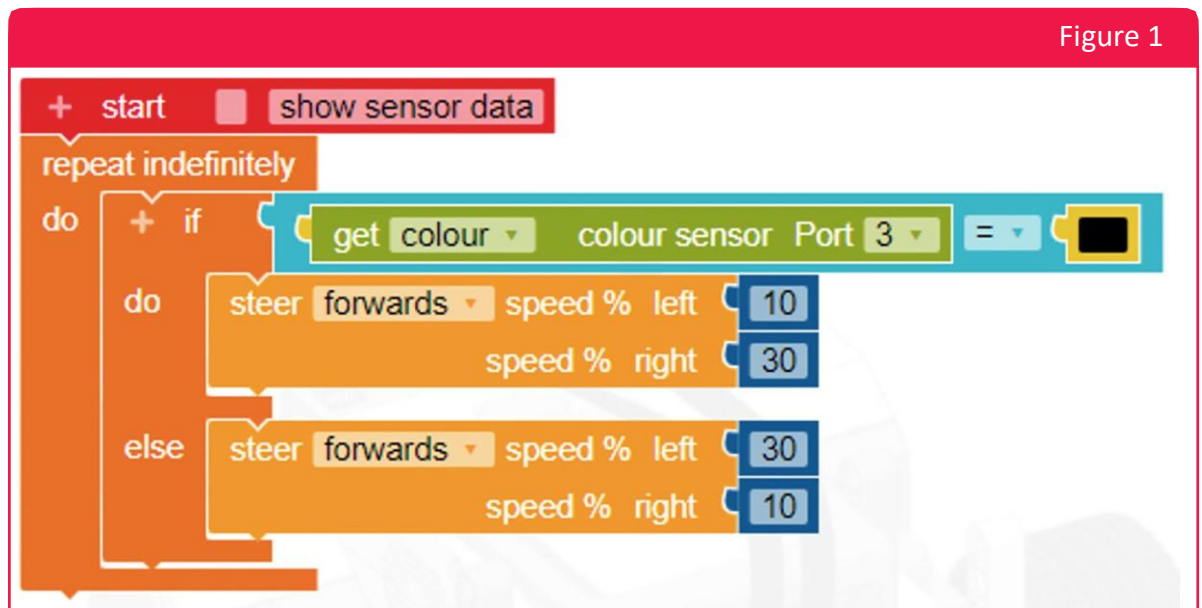 Figure 1
+ start show sensor data
repeat indefinitely
do + if get colour colour sensor Port 3 =
do steer forwards speed % left 10
speed % right 30
else steer forwards speed % left 30
speed % right 10